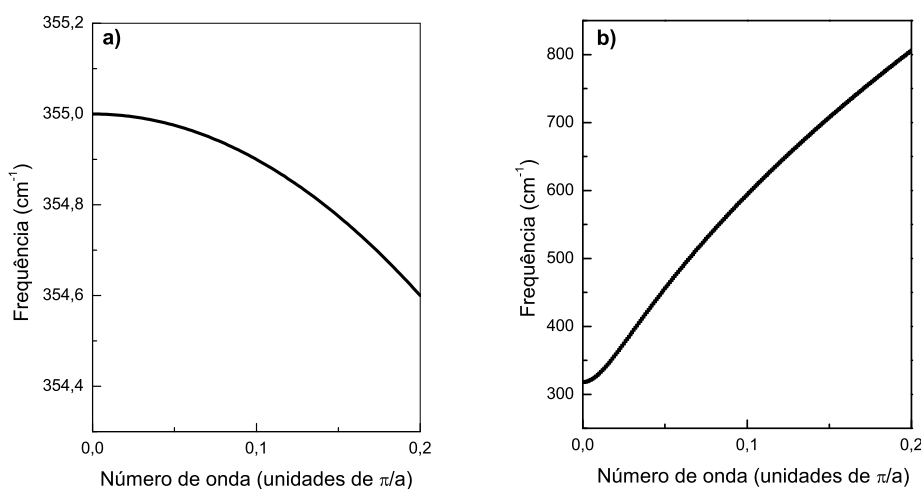 a)
355,2
355,0
354,8
354,6
354,4
Frequência (cm-1)
0,0
0,1
0,2
Número de onda (unidades de π/a)
b)
800
700
600
500
400
300
Frequência (cm-1)
0,0
0,1
0,2
Número de onda (unidades de π/a)